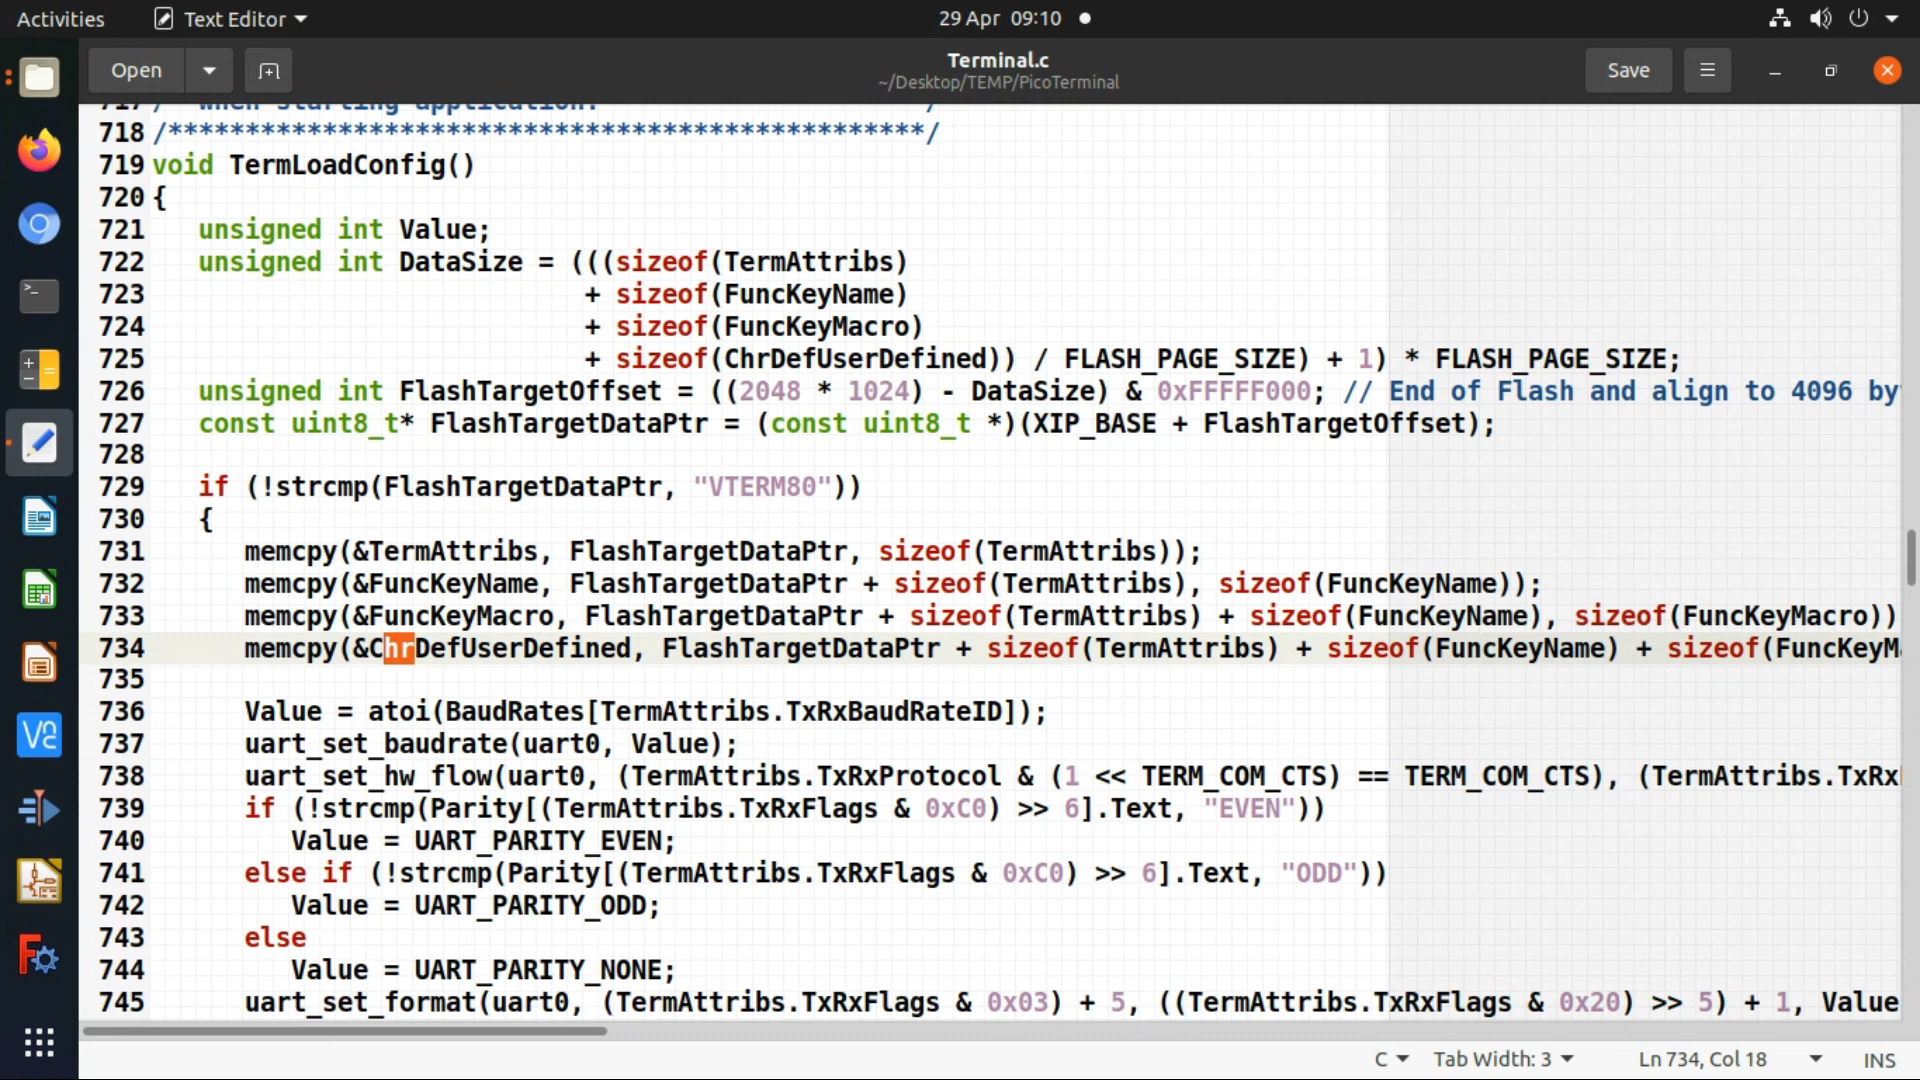 Activities
Text Editor
29 Apr 09:10
Open
Terminal.c
~/Desktop/TEMP/PicoTerminal
Save
717 /* when starting application. */
718 /*************************************************/
719 void TermLoadConfig()
720 {
721 unsigned int Value;
722 unsigned int DataSize = (((sizeof(TermAttribs)
723 + sizeof(FuncKeyName)
724 + sizeof(FuncKeyMacro)
725 + sizeof(ChrDefUserDefined)) / FLASH_PAGE_SIZE) + 1) * FLASH_PAGE_SIZE;
726 unsigned int FlashTargetOffset = ((2048 * 1024) - DataSize) & 0xFFFFF000; // End of Flash and align to 4096 by
727 const uint8_t* FlashTargetDataPtr = (const uint8_t *)(XIP_BASE + FlashTargetOffset);
728
729 if (!strcmp(FlashTargetDataPtr, "VTERM80"))
730 {
731 memcpy(&TermAttribs, FlashTargetDataPtr, sizeof(TermAttribs));
732 memcpy(&FuncKeyName, FlashTargetDataPtr + sizeof(TermAttribs), sizeof(FuncKeyName));
733 memcpy(&FuncKeyMacro, FlashTargetDataPtr + sizeof(TermAttribs) + sizeof(FuncKeyName), sizeof(FuncKeyMacro))
734 memcpy(&ChrDefUserDefined, FlashTargetDataPtr + sizeof(TermAttribs) + sizeof(FuncKeyName) + sizeof(FuncKeyM
735
736 Value = atoi(BaudRates[TermAttribs.TxRxBaudRateID]);
737 uart_set_baudrate(uart0, Value);
738 uart_set_hw_flow(uart0, (TermAttribs.TxRxProtocol & (1 << TERM_COM_CTS) == TERM_COM_CTS), (TermAttribs.TxRx
739 if (!strcmp(Parity[(TermAttribs.TxRxFlags & 0xC0) >> 6].Text, "EVEN"))
740 Value = UART_PARITY_EVEN;
741 else if (!strcmp(Parity[(TermAttribs.TxRxFlags & 0xC0) >> 6].Text, "ODD"))
742 Value = UART_PARITY_ODD;
743 else
744 Value = UART_PARITY_NONE;
745 uart_set_format(uart0, (TermAttribs.TxRxFlags & 0x03) + 5, ((TermAttribs.TxRxFlags & 0x20) >> 5) + 1, Value
C
Tab Width: 3
Ln 734, Col 18
INS